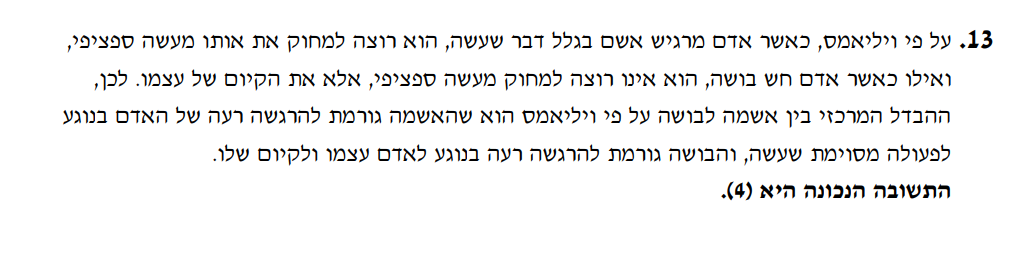 13. על פי ויליאמס, כאשר אדם מרגיש אשם בגלל דבר שעשה, הוא רוצה למחוק את אותו מעשה ספציפי,
ואילו כאשר אדם חש בושה, הוא אינו רוצה למחוק מעשה ספציפי, אלא את הקיום של עצמו. לכן,
ההבדל המרכזי בין אשמה לבושה על פי ויליאמס הוא שהאשמה גורמת להרגשה רעה של האדם בנוגע
לפעולה מסוימת שעשה, והבושה גורמת להרגשה רעה בנוגע לאדם עצמו ולקיום שלו.
התשובה הנכונה היא (4).